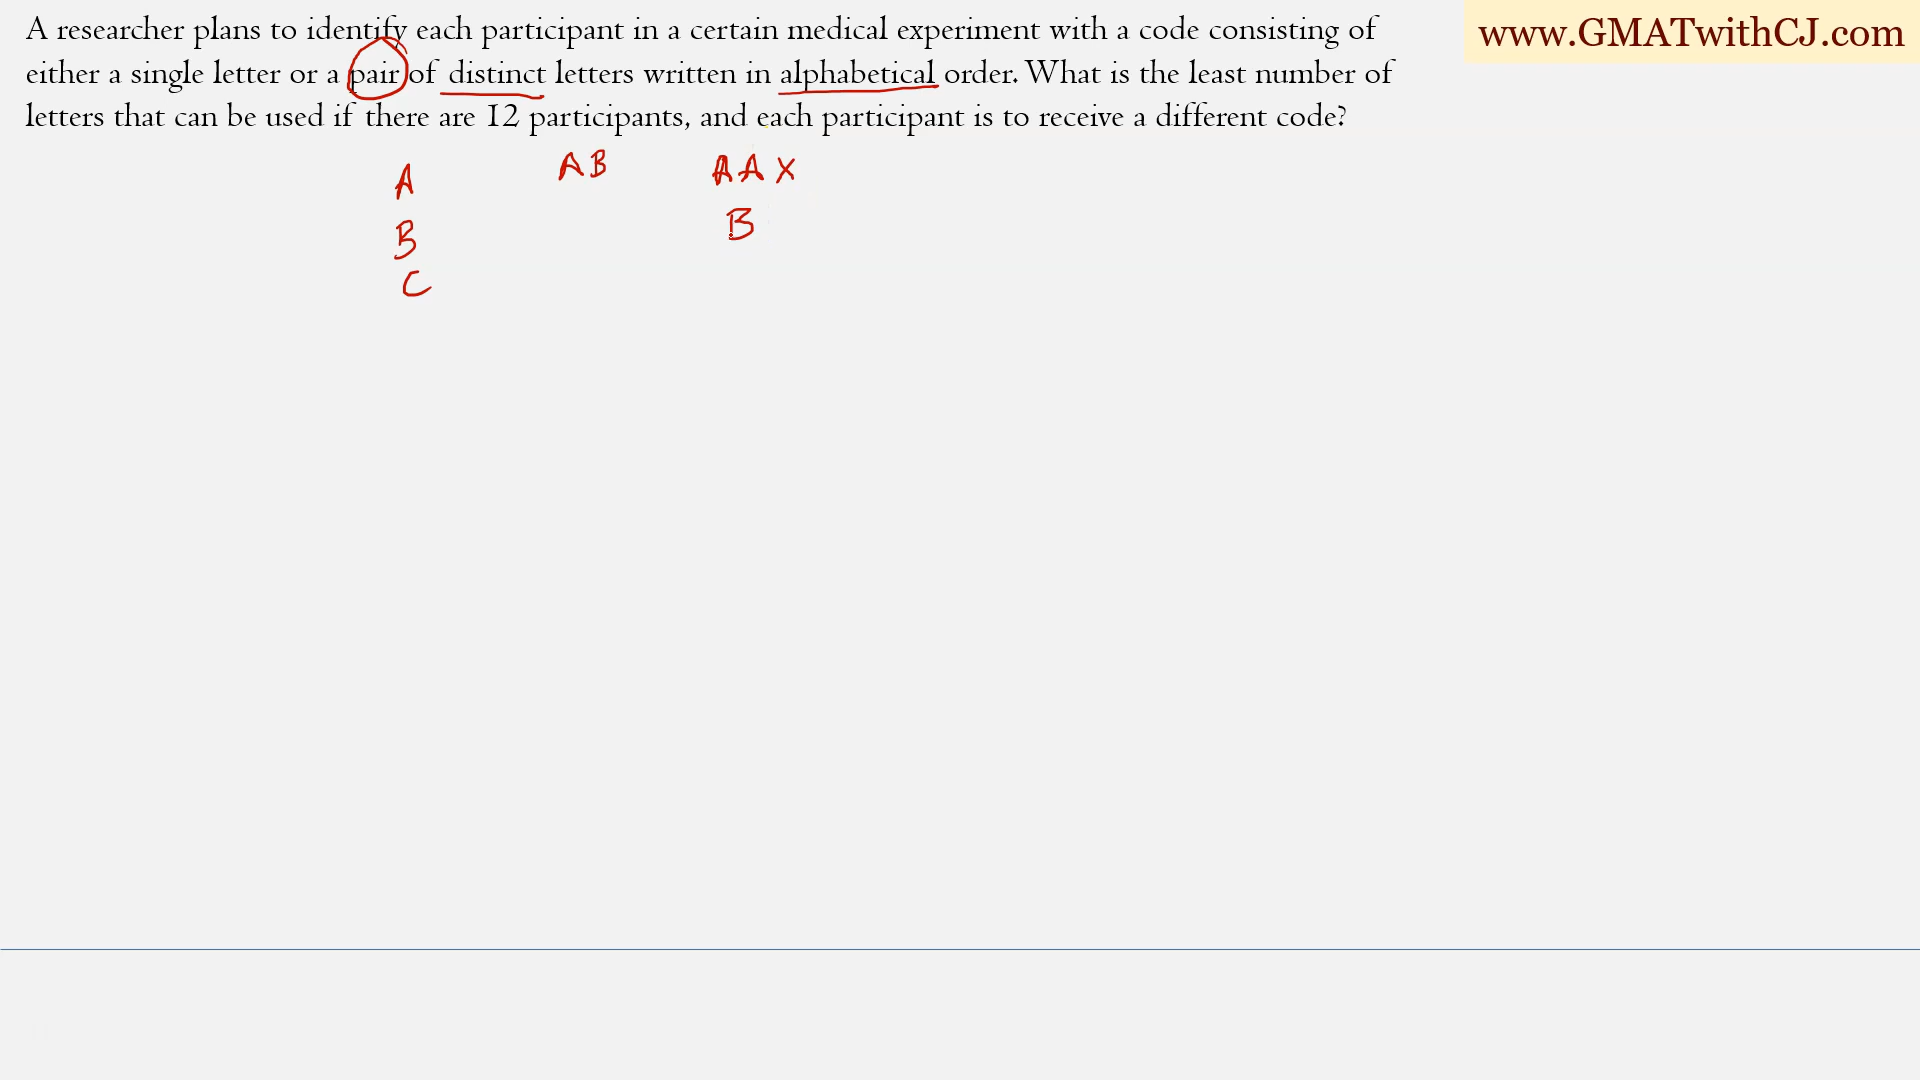 A researcher plans to identify each participant in a certain medical experiment with a code consisting of
either a single letter or a pair of distinct letters written in alphabetical order. What is the least number of
letters that can be used if there are 12 participants, and each participant is to receive a different code?
www.GMATwithCJ.com
A AB AA X
B B
C